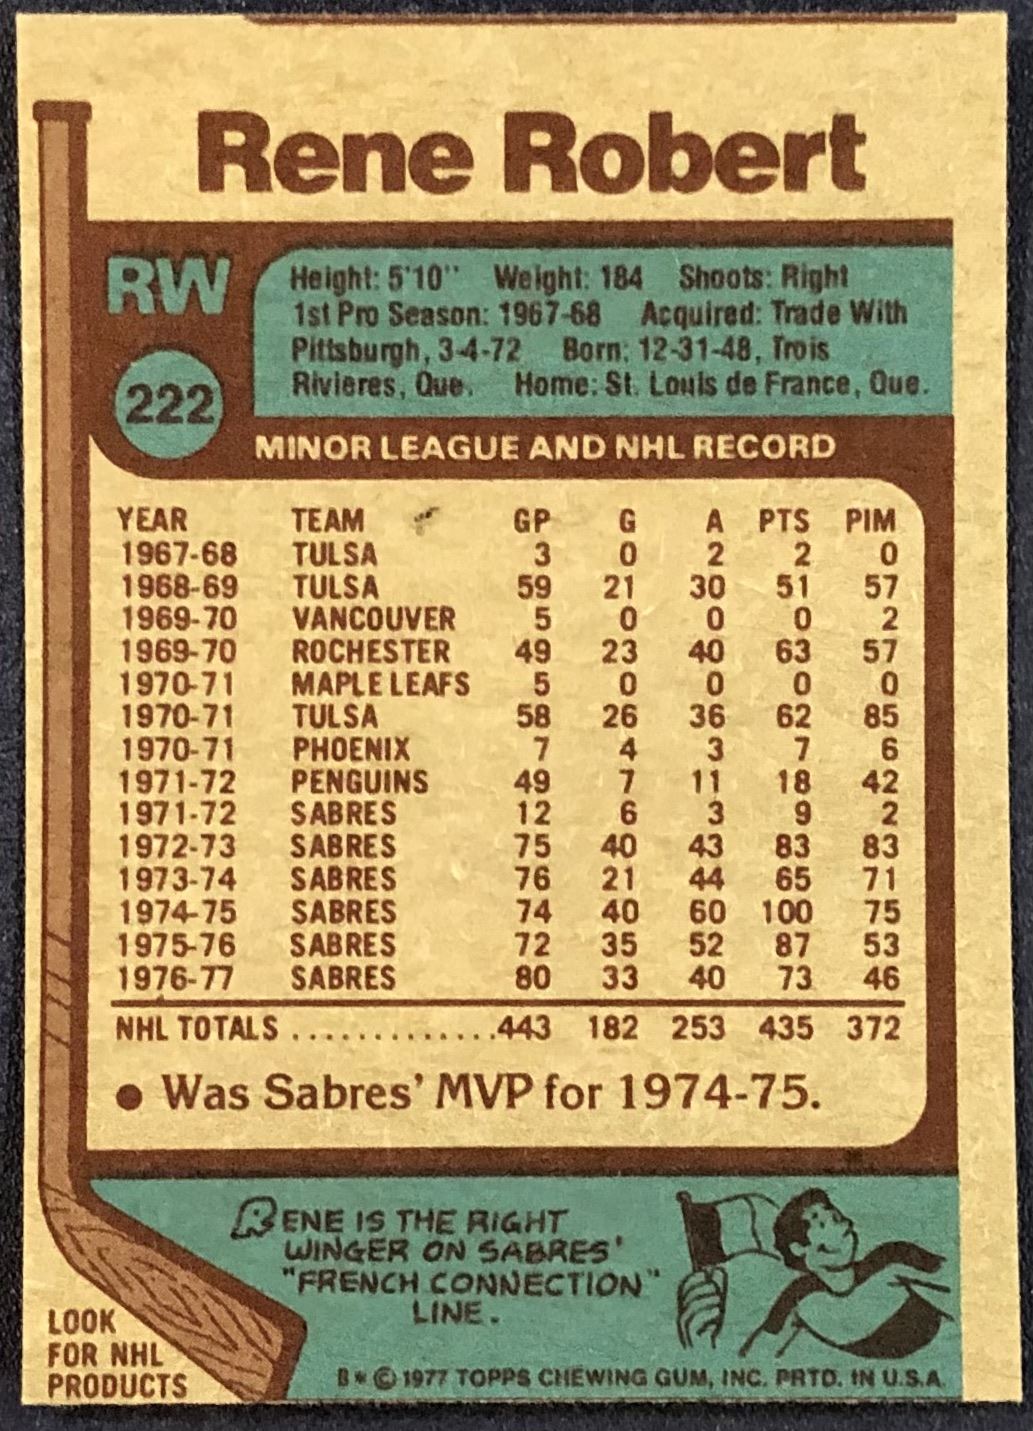 Rene Robert
RW
222
Height: 5'10" Weight: 184 Shoots: Right
1st Pro Season: 1967-68 Acquired: Trade With
Pittsburgh, 3-4-72 Born: 12-31-48, Trois
Rivieres, Que. Home: St. Louis de France, Que.
MINOR LEAGUE AND NHL RECORD
YEAR TEAM GP G A PTS PIM
1967-68 TULSA 3 0 2 2 0
1968-69 TULSA 59 21 30 51 57
1969-70 VANCOUVER 5 0 0 0 2
1969-70 ROCHESTER 49 23 40 63 57
1970-71 MAPLE LEAFS 5 0 0 0 0
1970-71 TULSA 58 26 36 62 85
1970-71 PHOENIX 7 4 3 7 6
1971-72 PENGUINS 49 7 11 18 42
1971-72 SABRES 12 6 3 9 2
1972-73 SABRES 75 40 43 83 83
1973-74 SABRES 76 21 44 65 71
1974-75 SABRES 74 40 60 100 75
1975-76 SABRES 72 35 52 87 53
1976-77 SABRES 80 33 40 73 46
NHL TOTALS .............443 182 253 435 372
• Was Sabres' MVP for 1974-75.
RENE IS THE RIGHT
WINGER ON SABRES'
"FRENCH CONNECTION"
LINE.
LOOK
FOR NHL
PRODUCTS
B * © 1977 TOPPS CHEWING GUM, INC. PRTD. IN U.S.A.